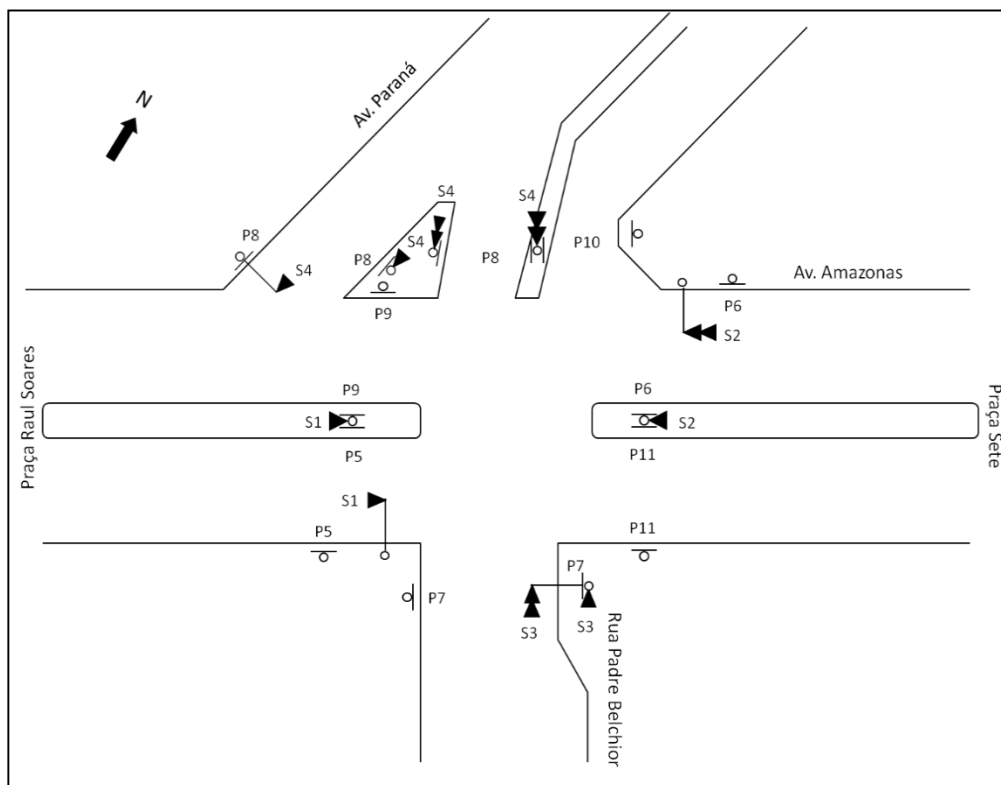 Av. Paraná
N
S4
S4
P8
S4
P8
S4
P8
P10
Av. Amazonas
P9
P6
S2
Praça Raul Soares
P9
P6
S1
S2
Praça Sete
P5
P11
S1
P5
P11
P7
P7
S3
S3
Rua Padre Belchior